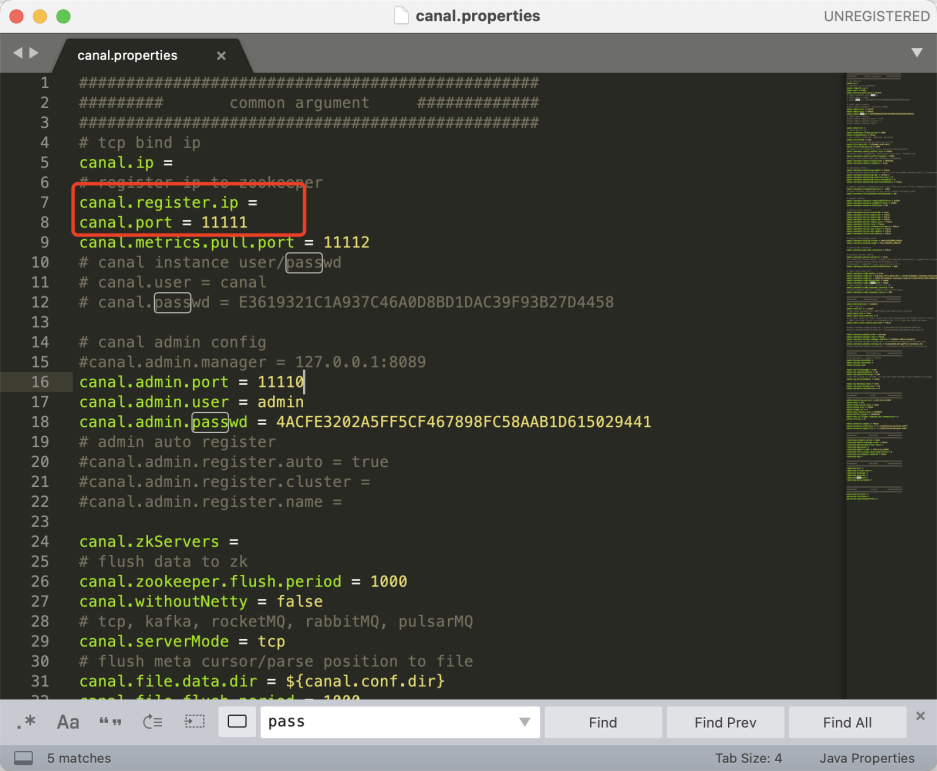 canal.properties
UNREGISTERED
canal.properties
1 #################################################
2 ######### common argument #############
3 #################################################
4 # tcp bind ip
5 canal.ip =
6 # register ip to zookeeper
7 canal.register.ip =
8 canal.port = 11111
9 canal.metrics.pull.port = 11112
10 # canal instance user/passwd
11 # canal.user = canal
12 # canal.passwd = E3619321C1A937C46A0D8BD1DAC39F93B27D4458
13
14 # canal admin config
15 #canal.admin.manager = 127.0.0.1:8089
16 canal.admin.port = 11110
17 canal.admin.user = admin
18 canal.admin.passwd = 4ACFE3202A5FF5CF467898FC58AAB1D615029441
19 # admin auto register
20 #canal.admin.register.auto = true
21 #canal.admin.register.cluster =
22 #canal.admin.register.name =
23
24 canal.zkServers =
25 # flush data to zk
26 canal.zookeeper.flush.period = 1000
27 canal.withoutNetty = false
28 # tcp, kafka, rocketMQ, rabbitMQ, pulsarMQ
29 canal.serverMode = tcp
30 # flush meta cursor/parse position to file
31 canal.file.data.dir = ${canal.conf.dir}
32 canal.file.flush.period = 1000
.* Aa “” pass Find Find Prev Find All
5 matches Tab Size: 4 Java Properties